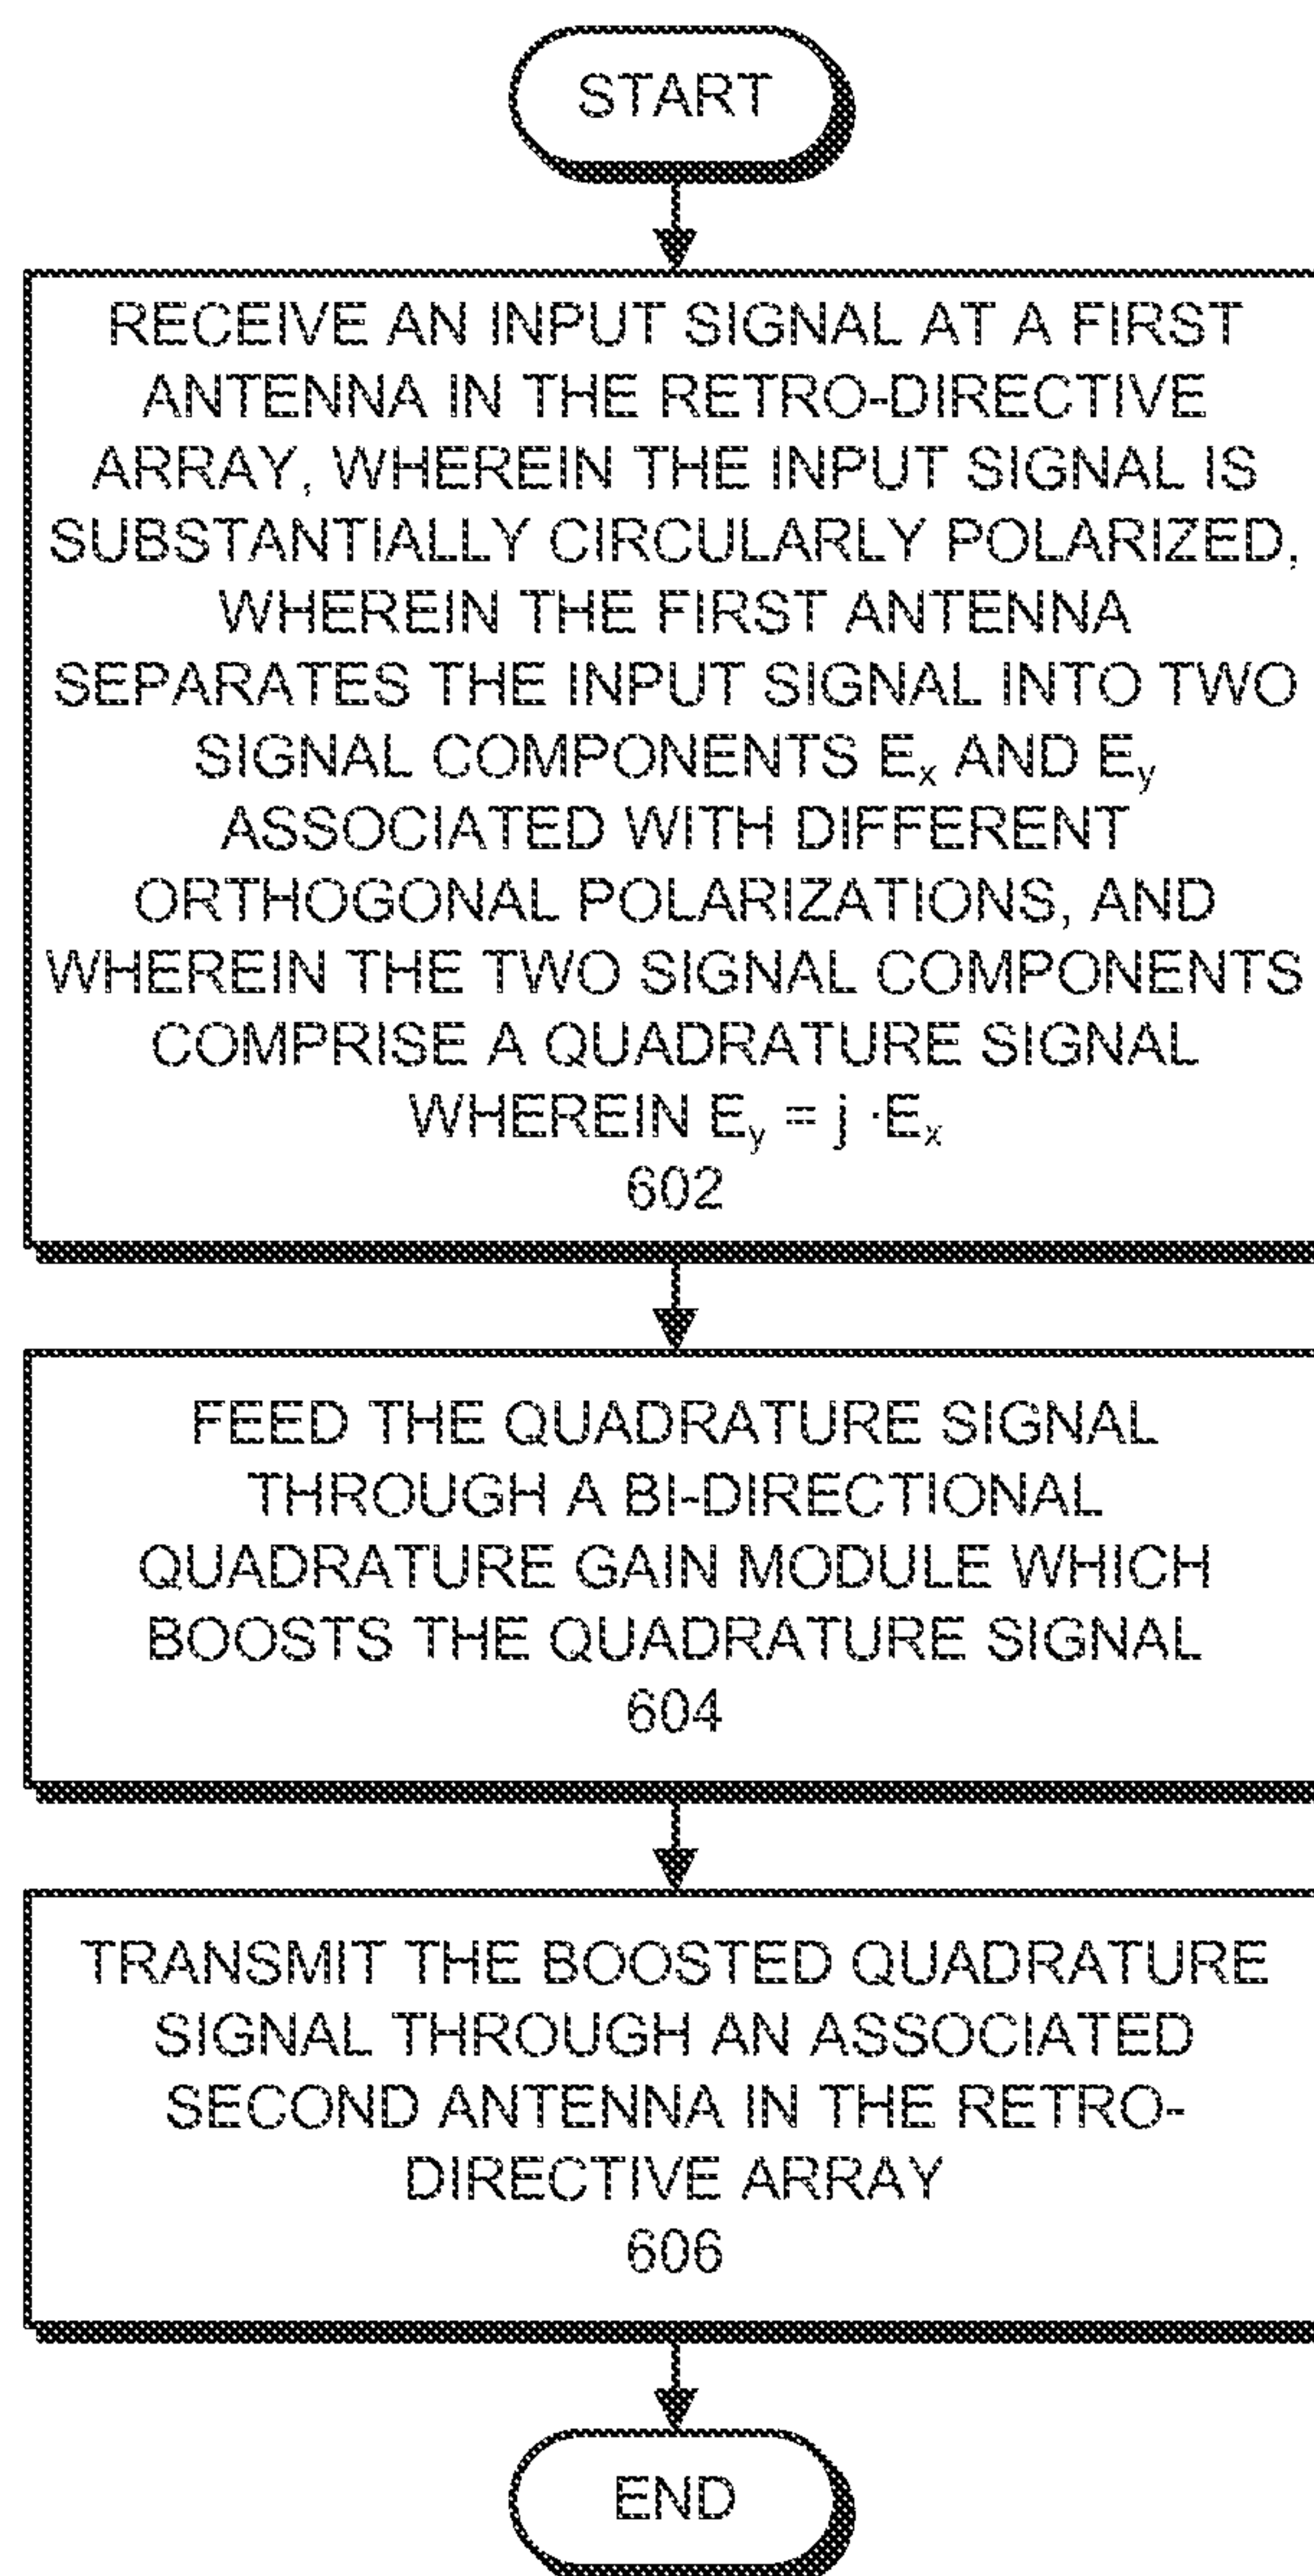 START
RECEIVE AN INPUT SIGNAL AT A FIRST
ANTENNA IN THE RETRO-DIRECTIVE
ARRAY, WHEREIN THE INPUT SIGNAL IS
SUBSTANTIALLY CIRCULARLY POLARIZED,
WHEREIN THE FIRST ANTENNA
SEPARATES THE INPUT SIGNAL INTO TWO
SIGNAL COMPONENTS Eₓ AND Eᵧ
ASSOCIATED WITH DIFFERENT
ORTHOGONAL POLARIZATIONS, AND
WHEREIN THE TWO SIGNAL COMPONENTS
COMPRISE A QUADRATURE SIGNAL
WHEREIN Eᵧ = j ·Eₓ
602
FEED THE QUADRATURE SIGNAL
THROUGH A BI-DIRECTIONAL
QUADRATURE GAIN MODULE WHICH
BOOSTS THE QUADRATURE SIGNAL
604
TRANSMIT THE BOOSTED QUADRATURE
SIGNAL THROUGH AN ASSOCIATED
SECOND ANTENNA IN THE RETRO-
DIRECTIVE ARRAY
606
END